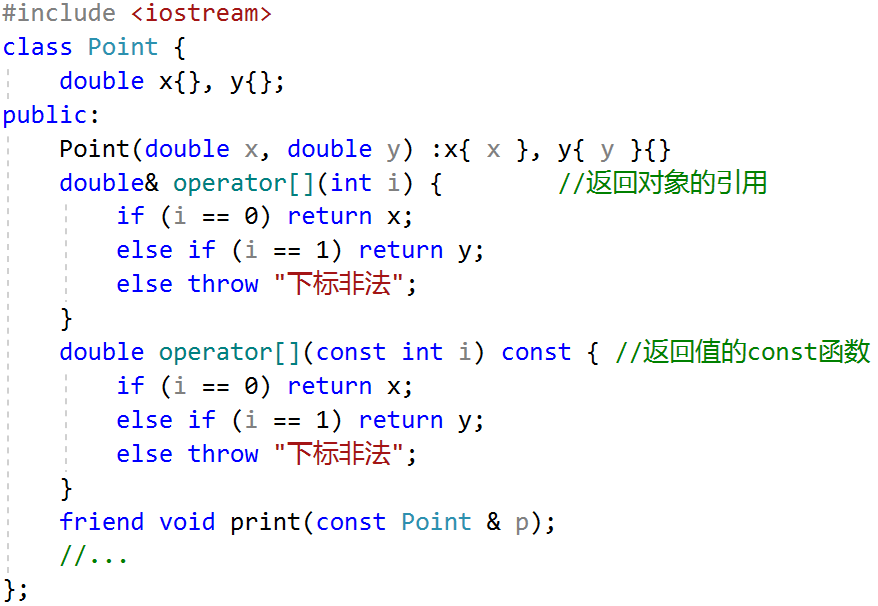 #include <iostream>
class Point {
    double x{}, y{};
public:
    Point(double x, double y) :x{ x }, y{ y }{}
    double& operator[](int i) {        //返回对象的引用
        if (i == 0) return x;
        else if (i == 1) return y;
        else throw "下标非法";
    }
    double operator[](const int i) const { //返回值的const函数
        if (i == 0) return x;
        else if (i == 1) return y;
        else throw "下标非法";
    }
    friend void print(const Point & p);
    //...
};